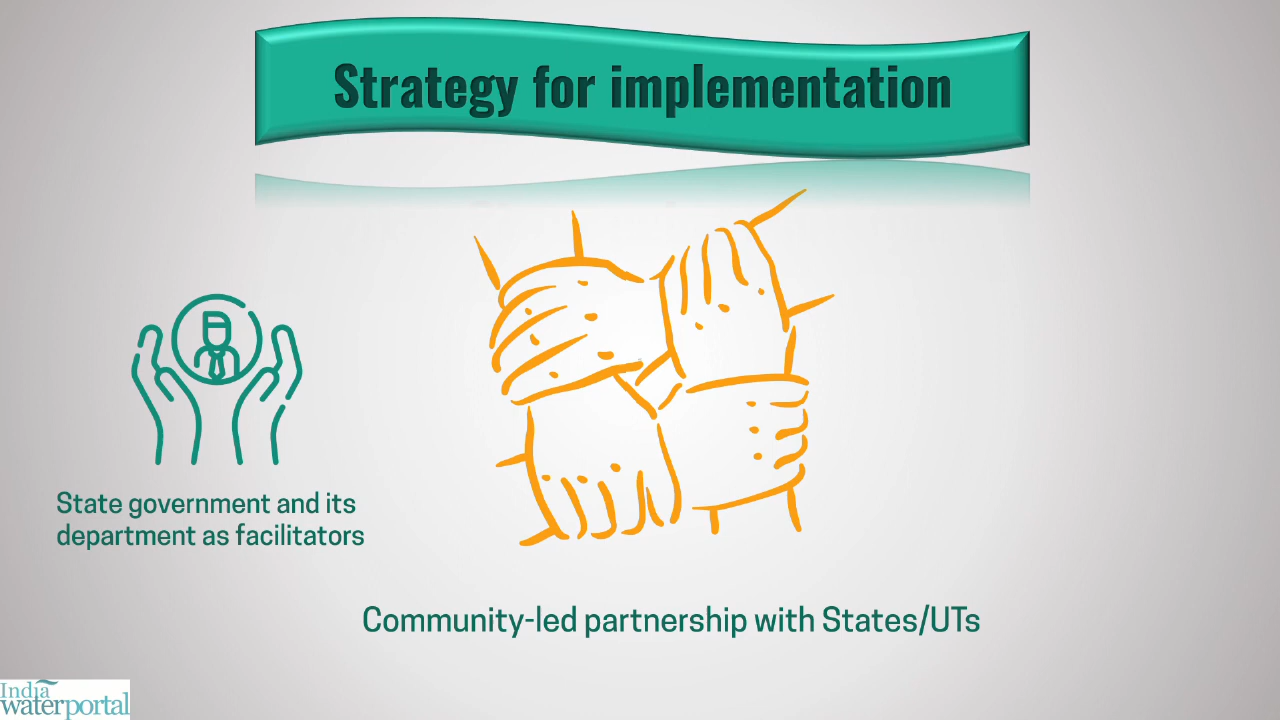 Strategy for implementation
State government and its
department as facilitators
Community-led partnership with States/UTs
India
waterportal